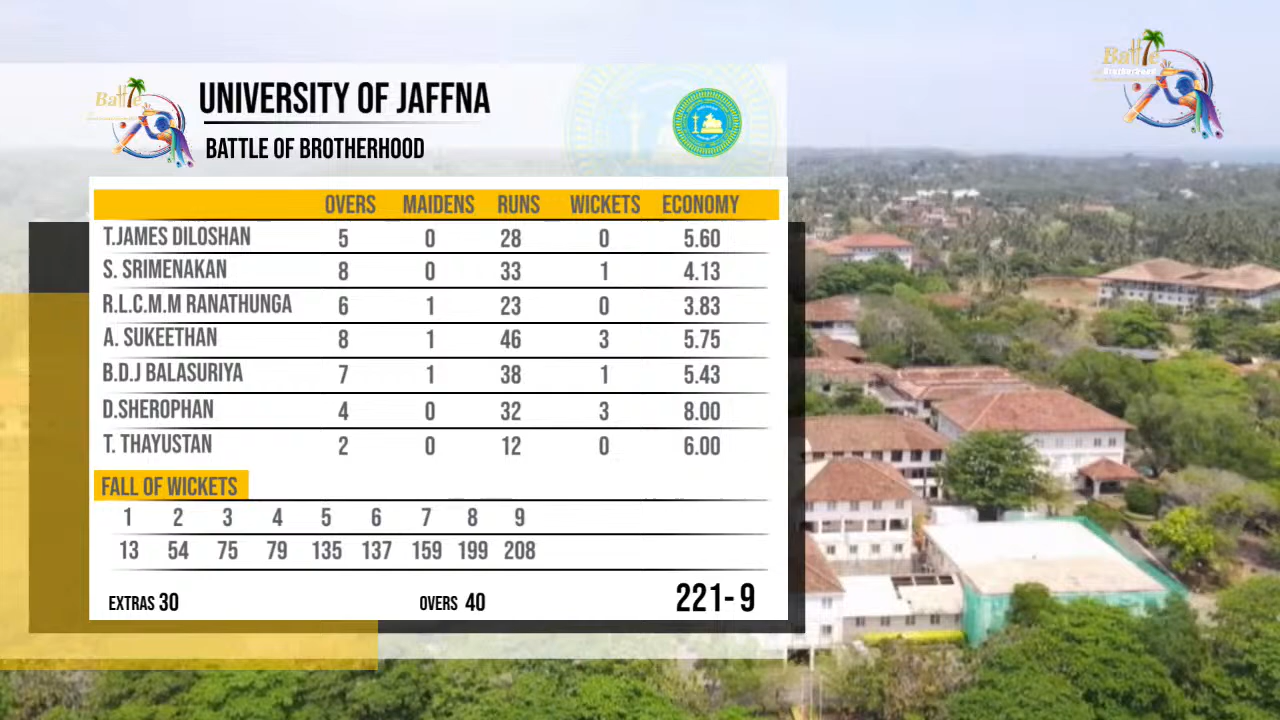 Battle
Brotherhood
Battle
UNIVERSITY OF JAFFNA
BATTLE OF BROTHERHOOD
OVERS MAIDENS RUNS WICKETS ECONOMY
T.JAMES DILOSHAN 5 0 28 0 5.60
S. SRIMENAKAN 8 0 33 1 4.13
R.L.C.M.M RANATHUNGA 6 1 23 0 3.83
A. SUKEETHAN 8 1 46 3 5.75
B.D.J BALASURIYA 7 1 38 1 5.43
D.SHEROPHAN 4 0 32 3 8.00
T. THAYUSTAN 2 0 12 0 6.00
FALL OF WICKETS
1 2 3 4 5 6 7 8 9
13 54 75 79 135 137 159 199 208
EXTRAS 30 OVERS 40 221-9